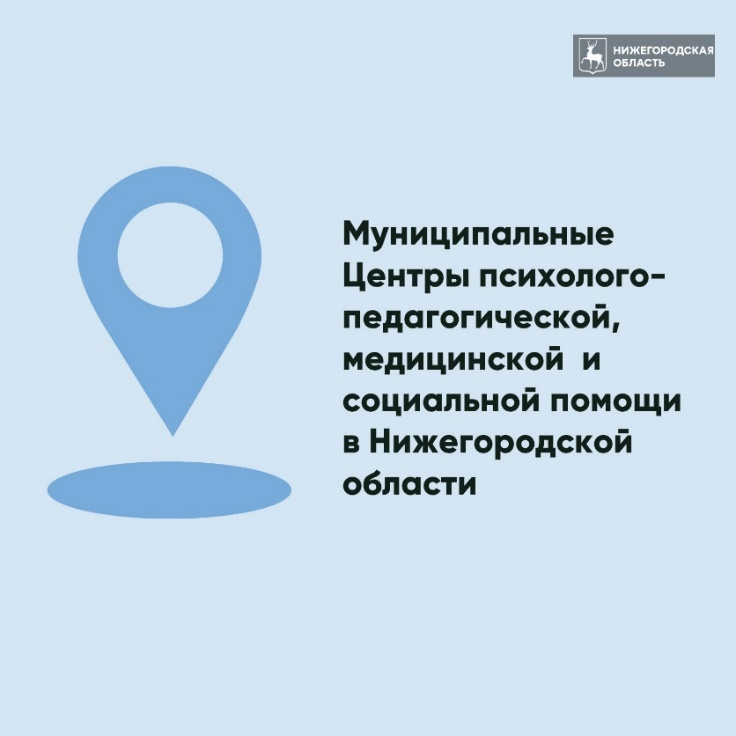 НИЖЕГОРОДСКАЯ
ОБЛАСТЬ
Муниципальные
Центры психолого-
педагогической,
медицинской и
социальной помощи
в Нижегородской
области